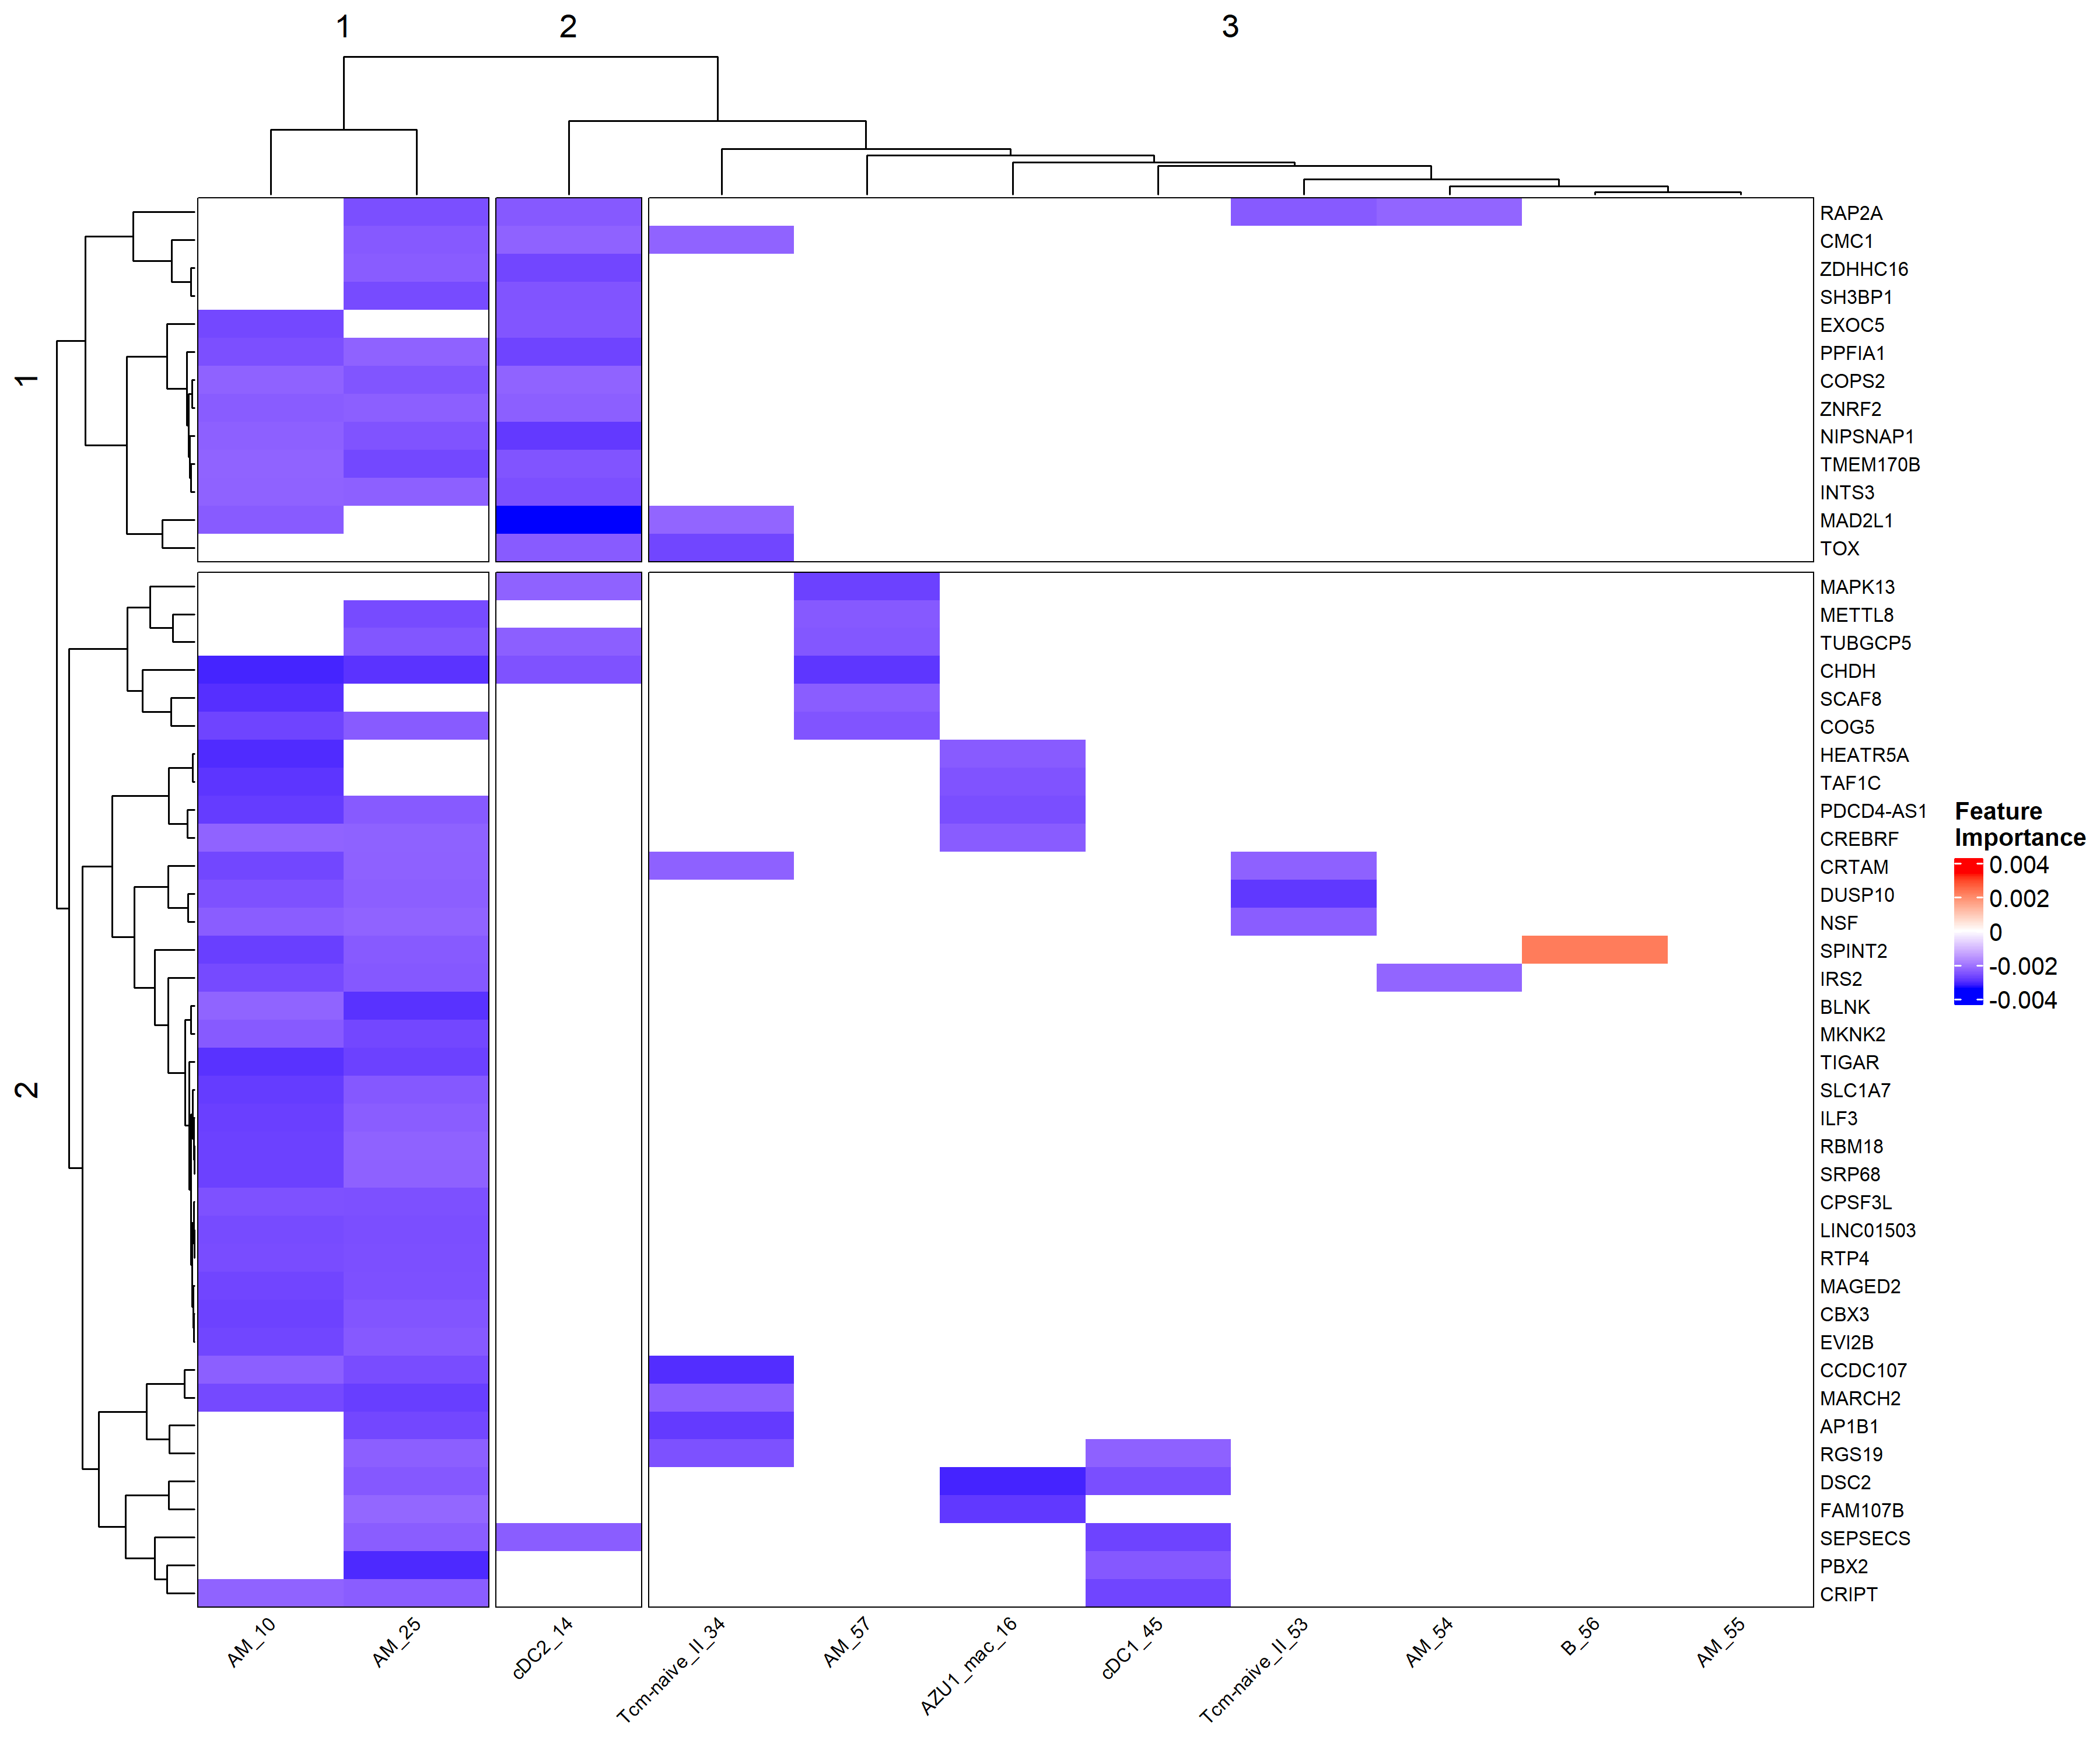 1
2
3
1
2
RAP2A
CMC1
ZDHHC16
SH3BP1
EXOC5
PPFIA1
COPS2
ZNRF2
NIPSNAP1
TMEM170B
INTS3
MAD2L1
TOX
MAPK13
METTL8
TUBGCP5
CHDH
SCAF8
COG5
HEATR5A
TAF1C
PDCD4-AS1
CREBRF
CRTAM
DUSP10
NSF
SPINT2
IRS2
BLNK
MKNK2
TIGAR
SLC1A7
ILF3
RBM18
SRP68
CPSF3L
LINC01503
RTP4
MAGED2
CBX3
EVI2B
CCDC107
MARCH2
AP1B1
RGS19
DSC2
FAM107B
SEPSECS
PBX2
CRIPT
Feature
Importance
0.004
0.002
0
-0.002
-0.004
AM_10
AM_25
cDC2_14
Tcm-naive_II_34
AM_57
AZU1_mac_16
cDC1_45
Tcm-naive_II_53
AM_54
B_56
AM_55